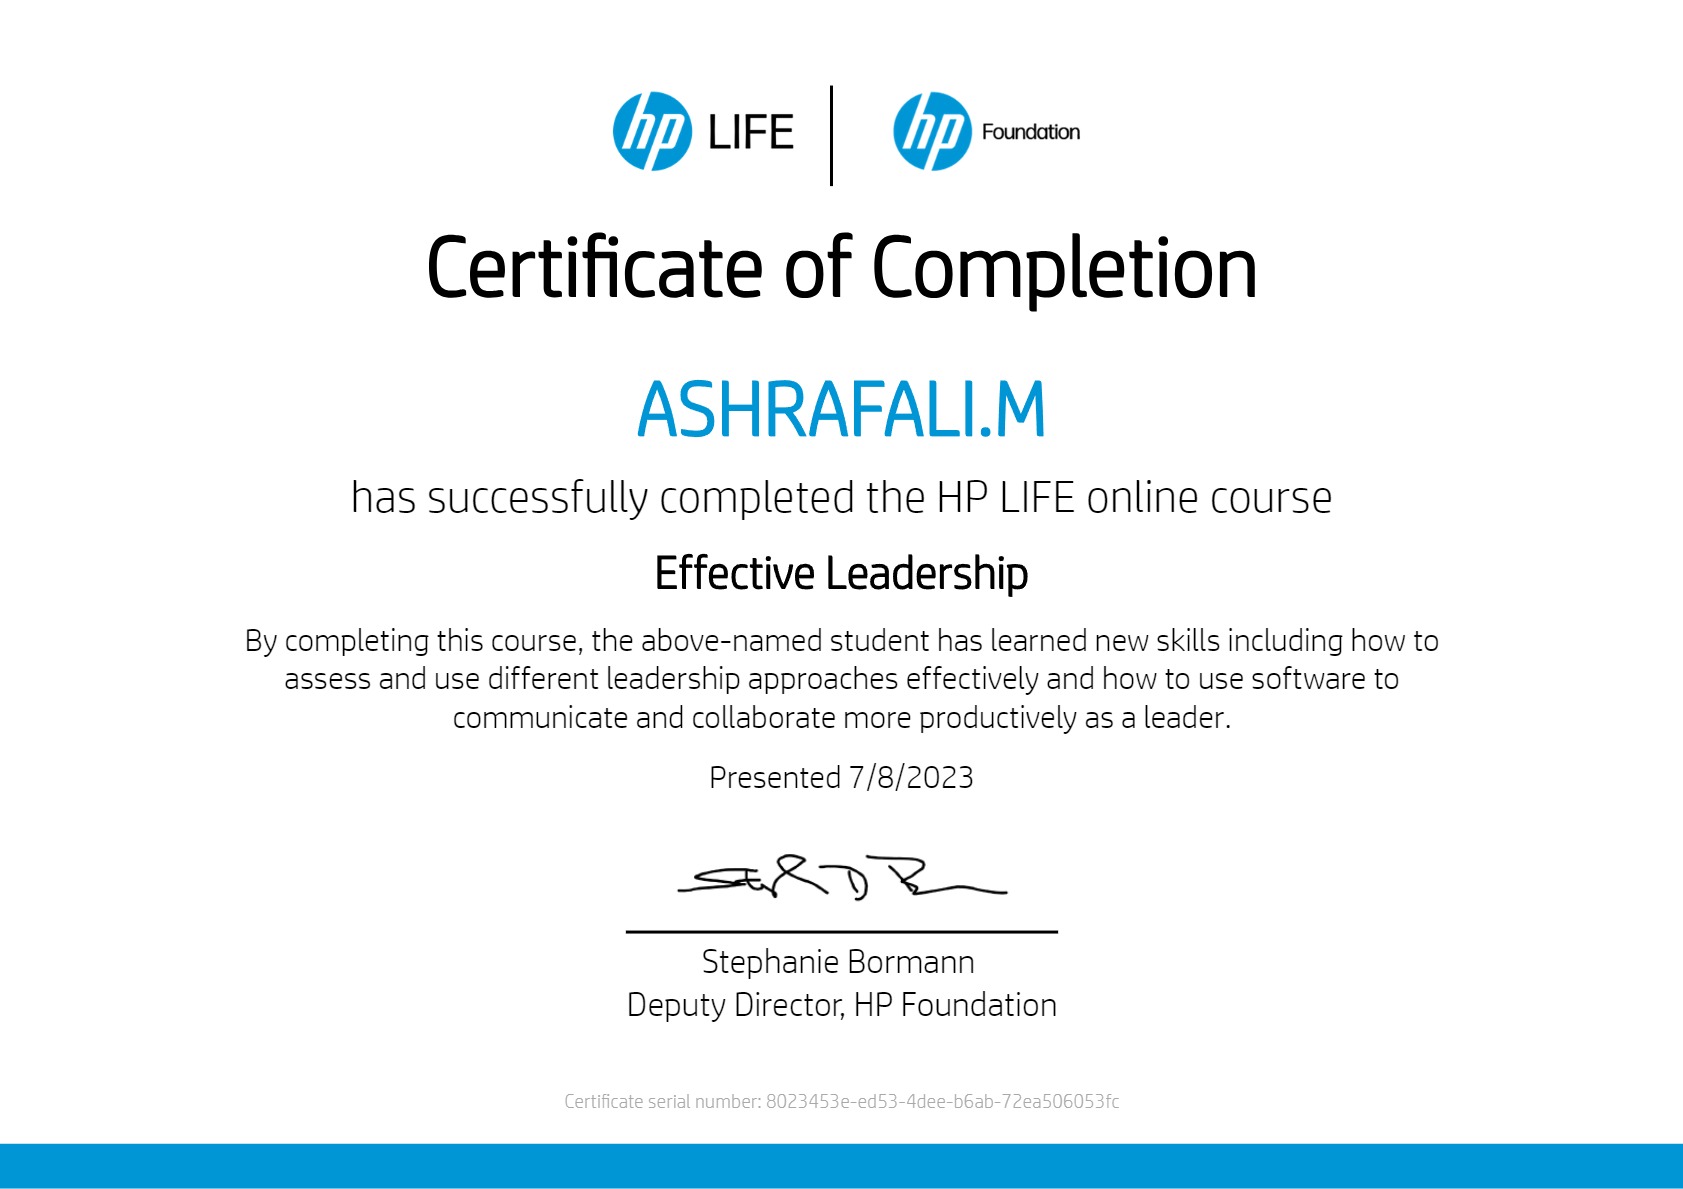 hp LIFE hp Foundation
Certificate of Completion
ASHRAFALI.M
has successfully completed the HP LIFE online course
Effective Leadership
By completing this course, the above-named student has learned new skills including how to
assess and use different leadership approaches effectively and how to use software to
communicate and collaborate more productively as a leader.
Presented 7/8/2023
Stephanie Bormann
Deputy Director, HP Foundation
Certificate serial number: 8023453e-ed53-4dee-b6ab-72ea506053fc